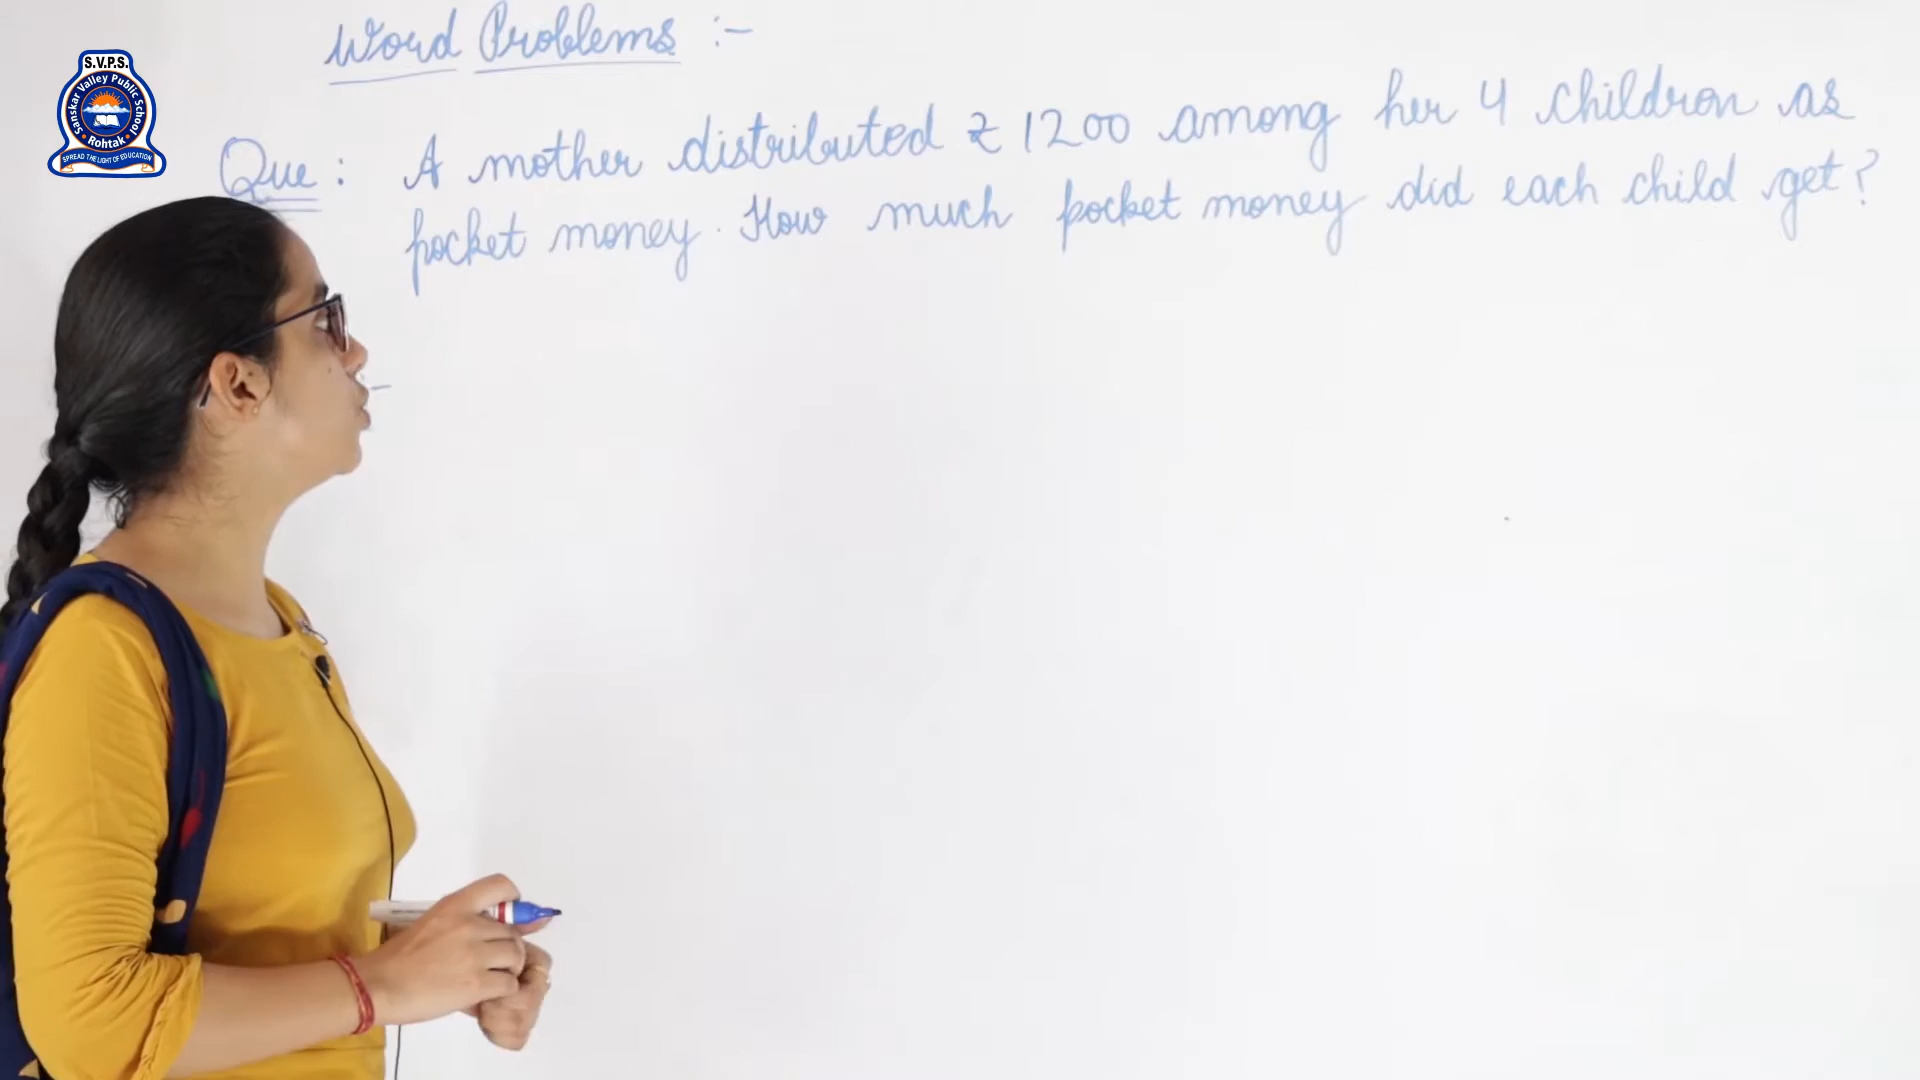 Word Problems :-
S.V.P.S.
Sanskar Valley Public School
Rohtak
SPREAD THE LIGHT OF EDUCATION
Que : A mother distributed ₹ 1200 among her 4 children as
pocket money. How much pocket money did each child get?